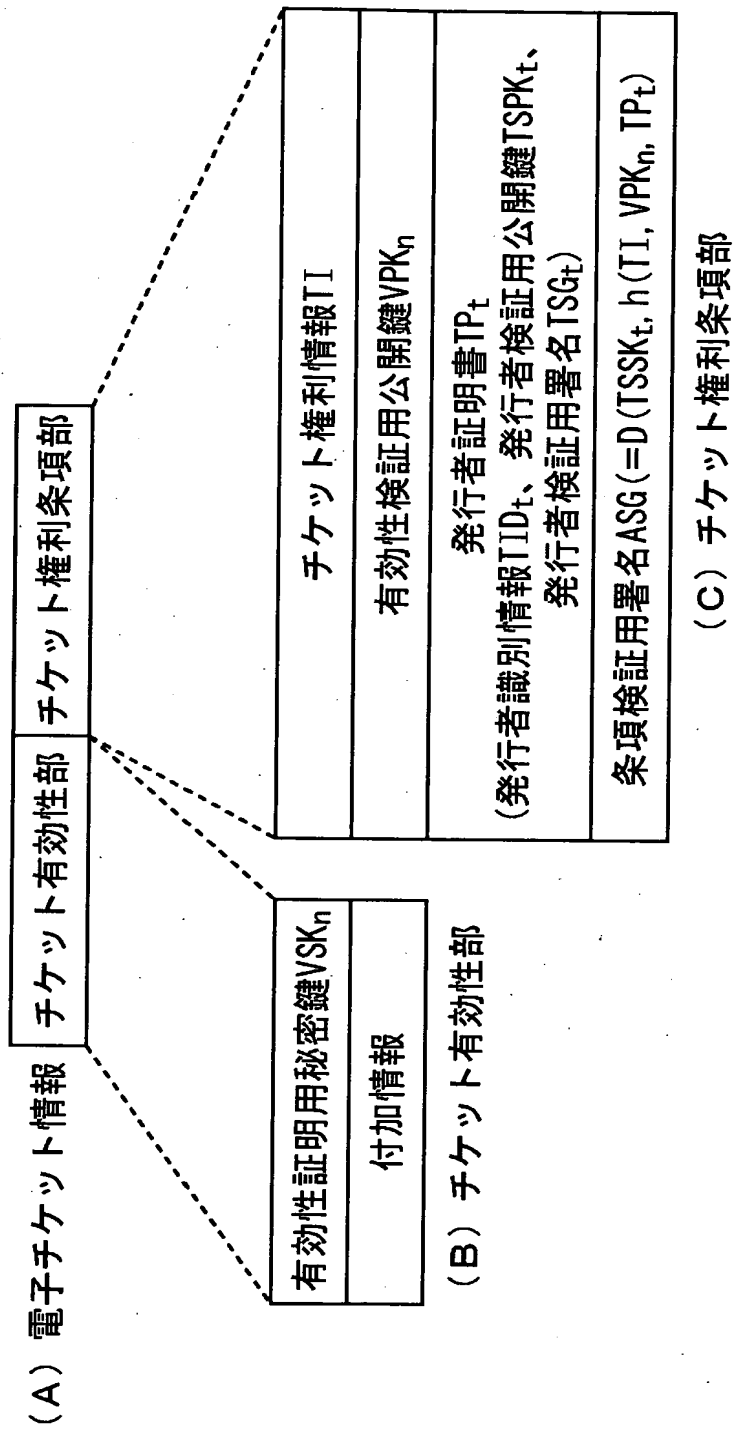 (A) 電子チケット情報
チケット有効性部
チケット権利条項部
有効性証明用秘密鍵VSKn
付加情報
(B) チケット有効性部
チケット権利情報TI
有効性検証用公開鍵VPKn
発行者証明書TPt
(発行者識別情報TIDt、発行者検証用公開鍵TSPKt、
発行者検証用署名TSGt)
条項検証用署名ASG(=D(TSSKt, h(TI, VPKn, TPt)
(C) チケット権利条項部